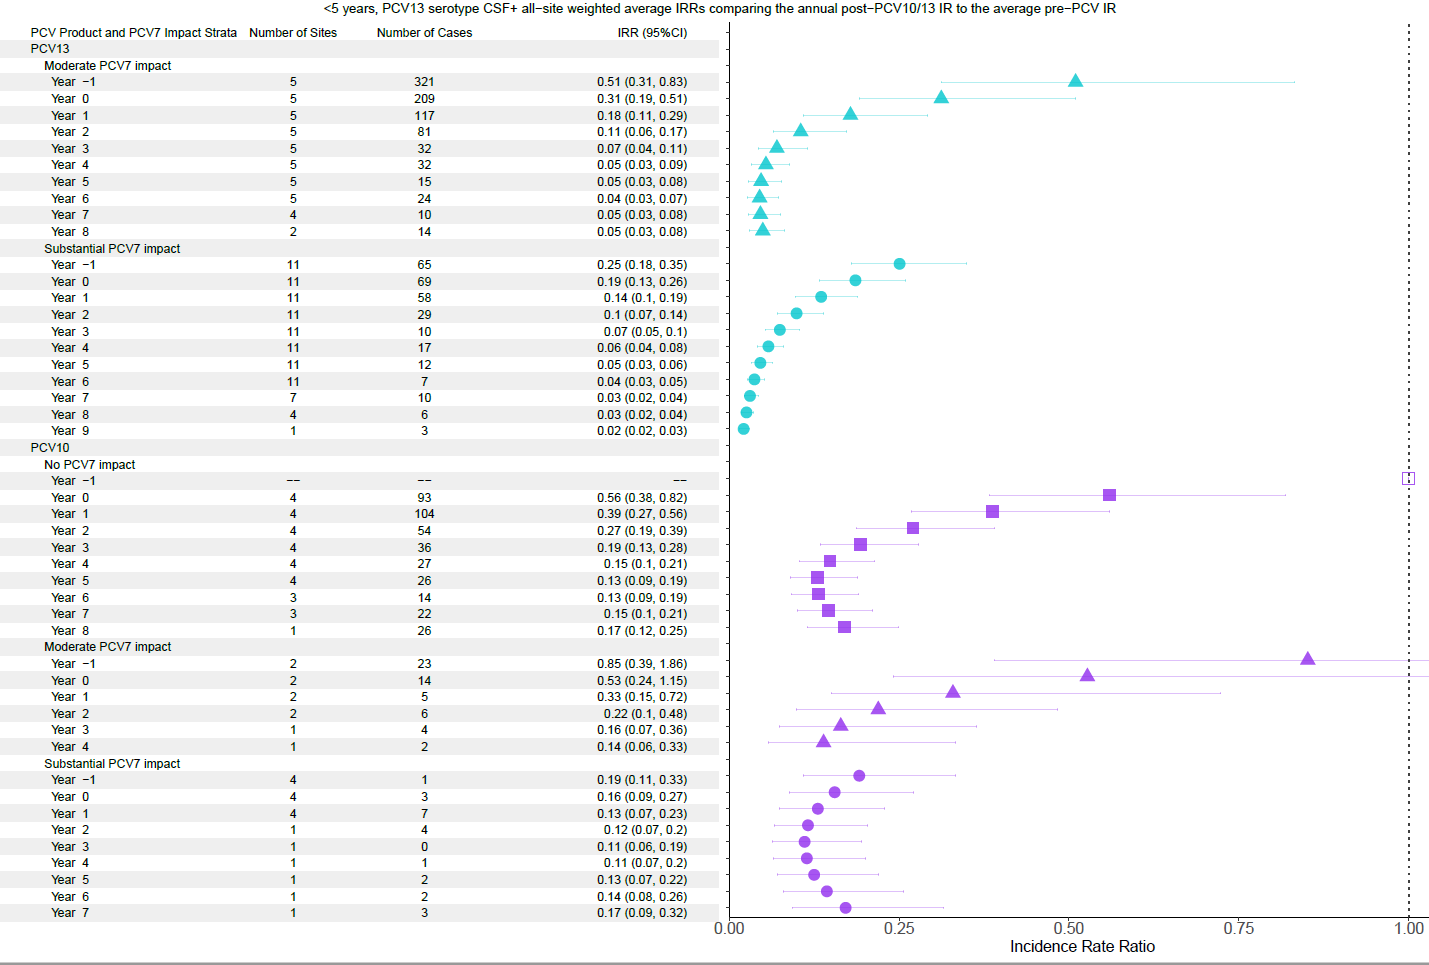 <5 years, PCV13 serotype CSF+ all−site weighted average IRRs comparing the annual post−PCV10/13 IR to the average pre−PCV IR
PCV Product and PCV7 Impact Strata Number of Sites Number of Cases IRR (95%CI)
PCV13
Moderate PCV7 impact
Year −1 5 321 0.51 (0.31, 0.83)
Year 0 5 209 0.31 (0.19, 0.51)
Year 1 5 117 0.18 (0.11, 0.29)
Year 2 5 81 0.11 (0.06, 0.17)
Year 3 5 32 0.07 (0.04, 0.11)
Year 4 5 32 0.05 (0.03, 0.09)
Year 5 5 15 0.05 (0.03, 0.08)
Year 6 5 24 0.04 (0.03, 0.07)
Year 7 4 10 0.05 (0.03, 0.08)
Year 8 2 14 0.05 (0.03, 0.08)
Substantial PCV7 impact
Year −1 11 65 0.25 (0.18, 0.35)
Year 0 11 69 0.19 (0.13, 0.26)
Year 1 11 58 0.14 (0.1, 0.19)
Year 2 11 29 0.1 (0.07, 0.14)
Year 3 11 10 0.07 (0.05, 0.1)
Year 4 11 17 0.06 (0.04, 0.08)
Year 5 11 12 0.05 (0.03, 0.06)
Year 6 11 7 0.04 (0.03, 0.05)
Year 7 7 10 0.03 (0.02, 0.04)
Year 8 4 6 0.03 (0.02, 0.04)
Year 9 1 3 0.02 (0.02, 0.03)
PCV10
No PCV7 impact
Year −1 −− −− −−
Year 0 4 93 0.56 (0.38, 0.82)
Year 1 4 104 0.39 (0.27, 0.56)
Year 2 4 54 0.27 (0.19, 0.39)
Year 3 4 36 0.19 (0.13, 0.28)
Year 4 4 27 0.15 (0.1, 0.21)
Year 5 4 26 0.13 (0.09, 0.19)
Year 6 3 14 0.13 (0.09, 0.19)
Year 7 3 22 0.15 (0.1, 0.21)
Year 8 1 26 0.17 (0.12, 0.25)
Moderate PCV7 impact
Year −1 2 23 0.85 (0.39, 1.86)
Year 0 2 14 0.53 (0.24, 1.15)
Year 1 2 5 0.33 (0.15, 0.72)
Year 2 2 6 0.22 (0.1, 0.48)
Year 3 1 4 0.16 (0.07, 0.36)
Year 4 1 2 0.14 (0.06, 0.33)
Substantial PCV7 impact
Year −1 4 1 0.19 (0.11, 0.33)
Year 0 4 3 0.16 (0.09, 0.27)
Year 1 4 7 0.13 (0.07, 0.23)
Year 2 1 4 0.12 (0.07, 0.2)
Year 3 1 0 0.11 (0.06, 0.19)
Year 4 1 1 0.11 (0.07, 0.2)
Year 5 1 2 0.13 (0.07, 0.22)
Year 6 1 2 0.14 (0.08, 0.26)
Year 7 1 3 0.17 (0.09, 0.32)
0.00 0.25 0.50 0.75 1.00
Incidence Rate Ratio